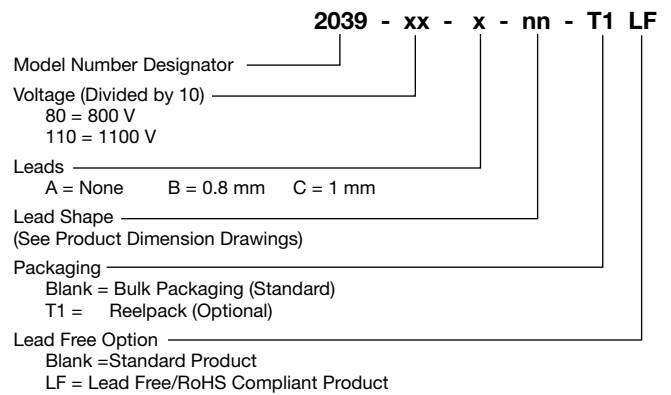 2039 - xx - x - nn - T1 LF
Model Number Designator
Voltage (Divided by 10)
80 = 800 V
110 = 1100 V
Leads
A = None B = 0.8 mm C = 1 mm
Lead Shape
(See Product Dimension Drawings)
Packaging
Blank = Bulk Packaging (Standard)
T1 = Reelpack (Optional)
Lead Free Option
Blank =Standard Product
LF = Lead Free/RoHS Compliant Product